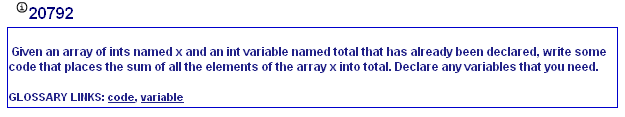 20792
Given an array of ints named x and an int variable named total that has already been declared, write some
code that places the sum of all the elements of the array x into total. Declare any variables that you need.
GLOSSARY LINKS: code, variable